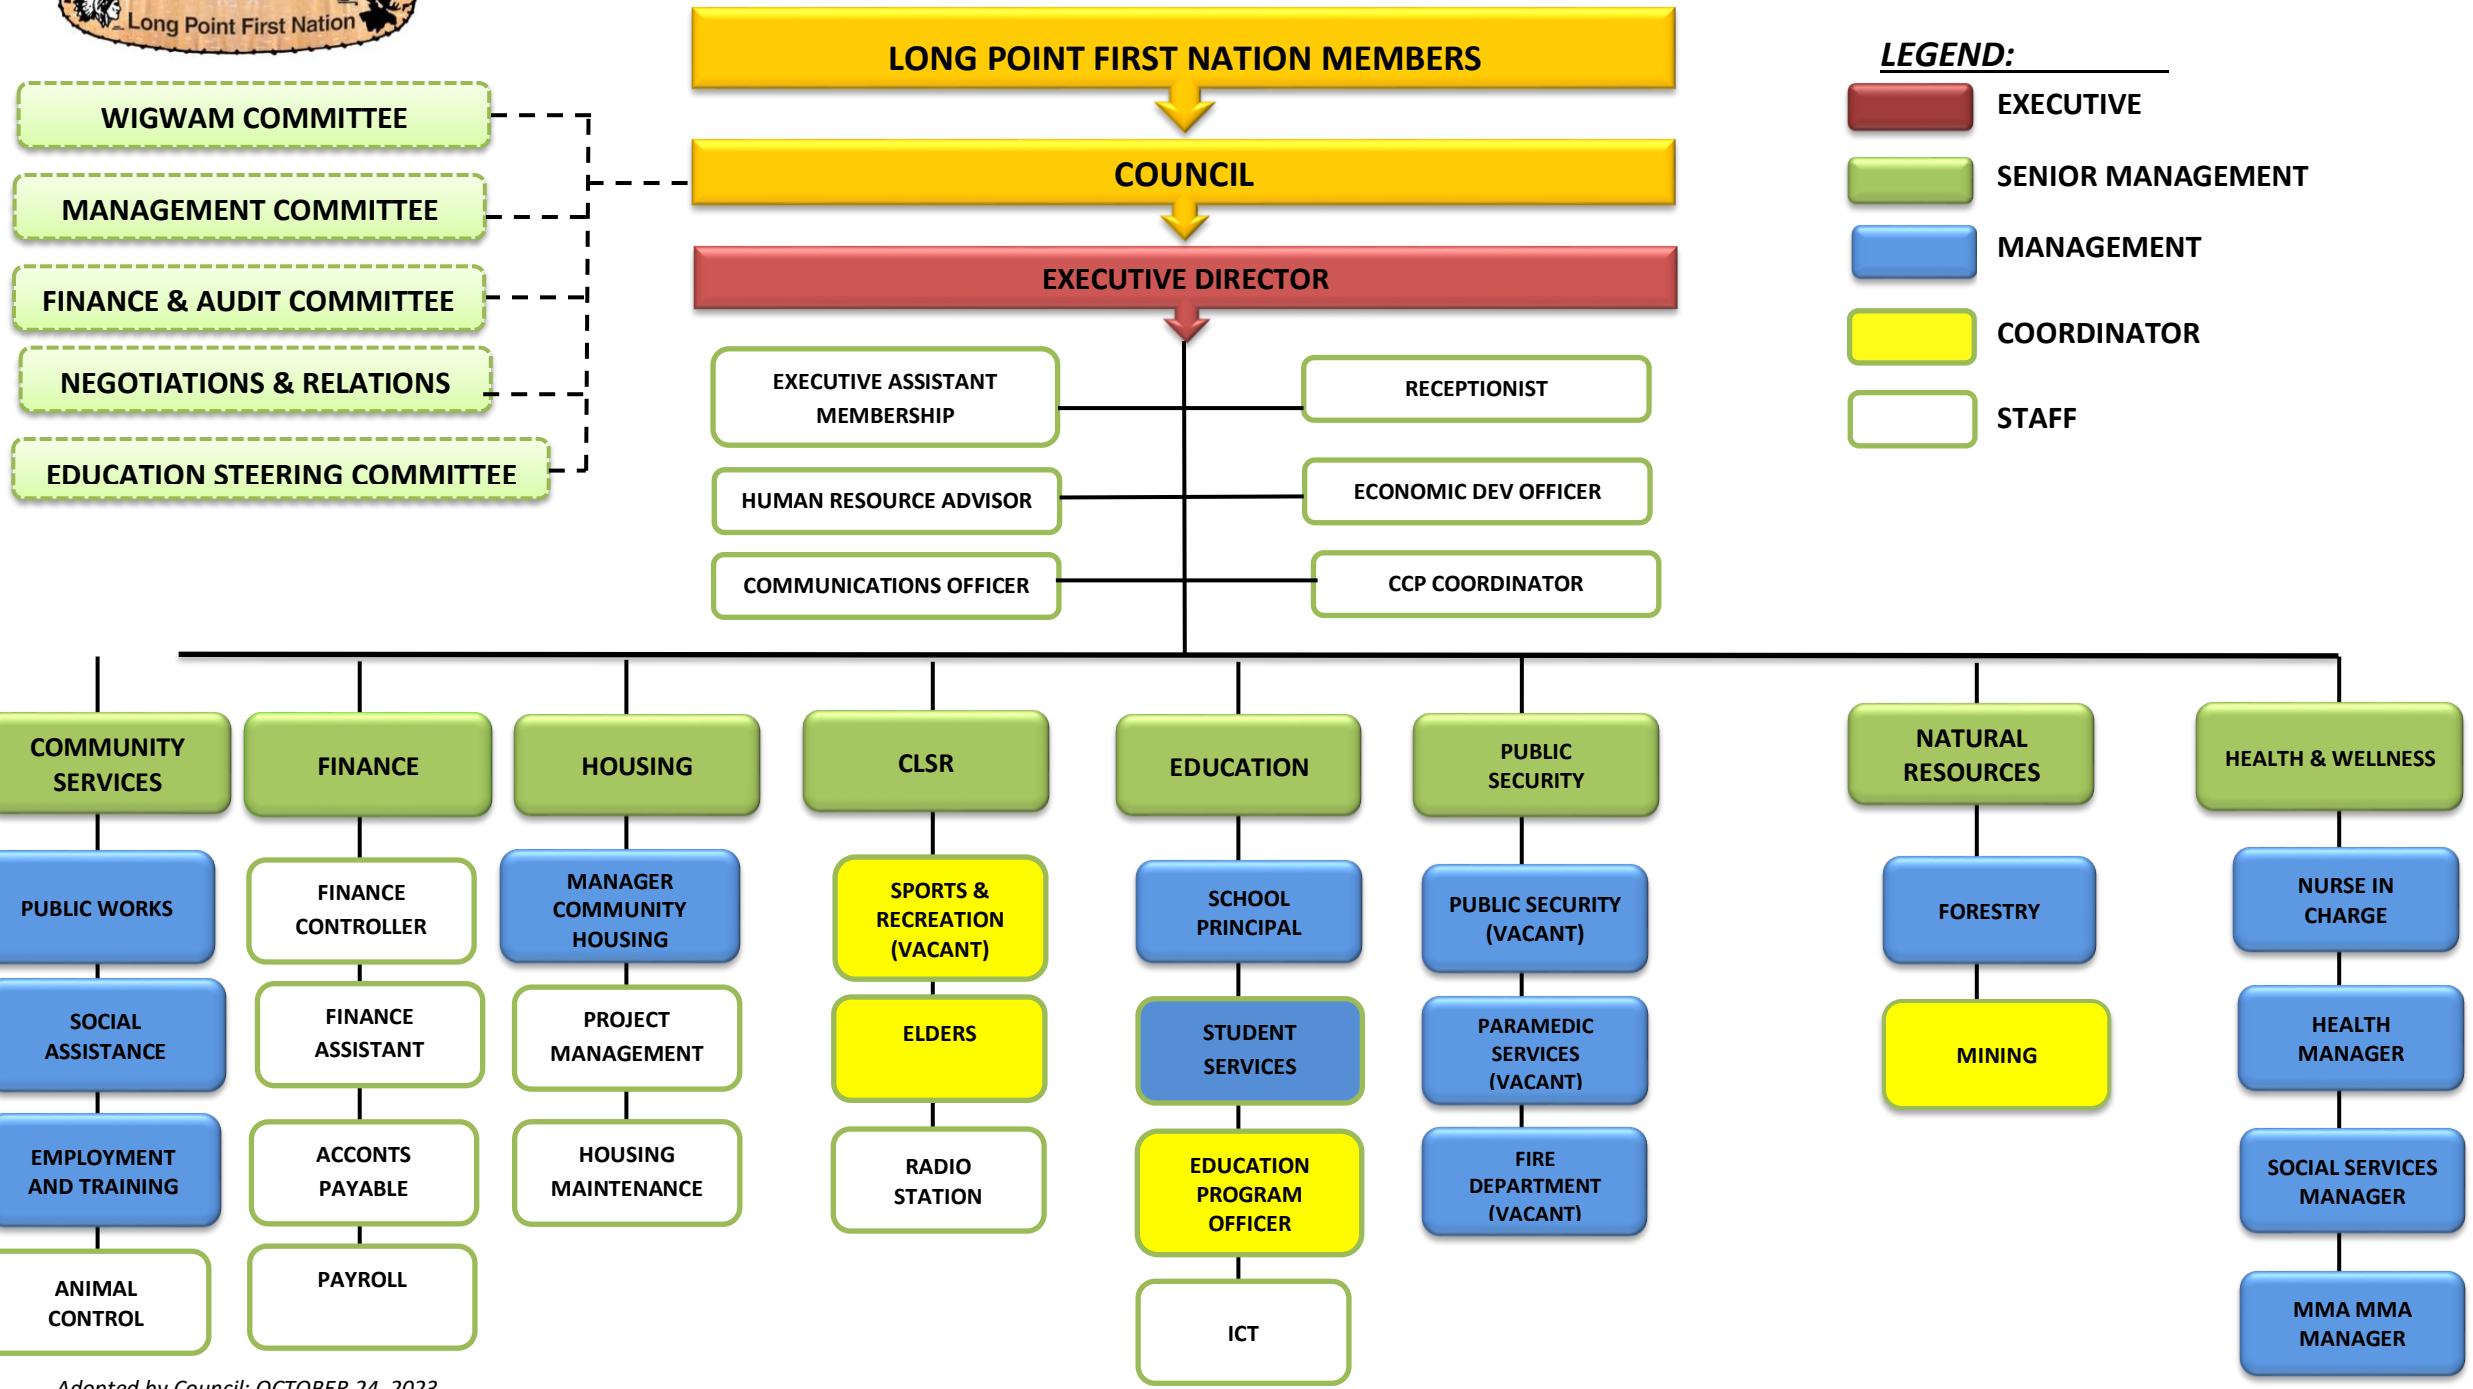 Long Point First Nation
LONG POINT FIRST NATION MEMBERS
COUNCIL
EXECUTIVE DIRECTOR
WIGWAM COMMITTEE
MANAGEMENT COMMITTEE
FINANCE & AUDIT COMMITTEE
NEGOTIATIONS & RELATIONS
EDUCATION STEERING COMMITTEE
LEGEND:
EXECUTIVE
SENIOR MANAGEMENT
MANAGEMENT
COORDINATOR
STAFF
EXECUTIVE ASSISTANT
MEMBERSHIP
RECEPTIONIST
HUMAN RESOURCE ADVISOR
ECONOMIC DEV OFFICER
COMMUNICATIONS OFFICER
CCP COORDINATOR
COMMUNITY
SERVICES
PUBLIC WORKS
SOCIAL
ASSISTANCE
EMPLOYMENT
AND TRAINING
ANIMAL
CONTROL
FINANCE
FINANCE
CONTROLLER
FINANCE
ASSISTANT
ACCONTS
PAYABLE
PAYROLL
HOUSING
MANAGER
COMMUNITY
HOUSING
PROJECT
MANAGEMENT
HOUSING
MAINTENANCE
CLSR
SPORTS &
RECREATION
(VACANT)
ELDERS
RADIO
STATION
EDUCATION
SCHOOL
PRINCIPAL
STUDENT
SERVICES
EDUCATION
PROGRAM
OFFICER
ICT
PUBLIC
SECURITY
PUBLIC SECURITY
(VACANT)
PARAMEDIC
SERVICES
(VACANT)
FIRE
DEPARTMENT
(VACANT)
NATURAL
RESOURCES
FORESTRY
MINING
HEALTH & WELLNESS
NURSE IN
CHARGE
HEALTH
MANAGER
SOCIAL SERVICES
MANAGER
MMA MMA
MANAGER
Adopted by Council: OCTOBER 24, 2023